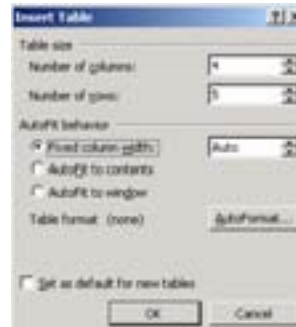 Insert Table
Table size
Number of columns: 4
Number of rows: 5
AutoFit behavior
Fixed column width: Auto
AutoFit to contents
AutoFit to window
Table format (none) AutoFormat...
Set as default for new tables
OK Cancel